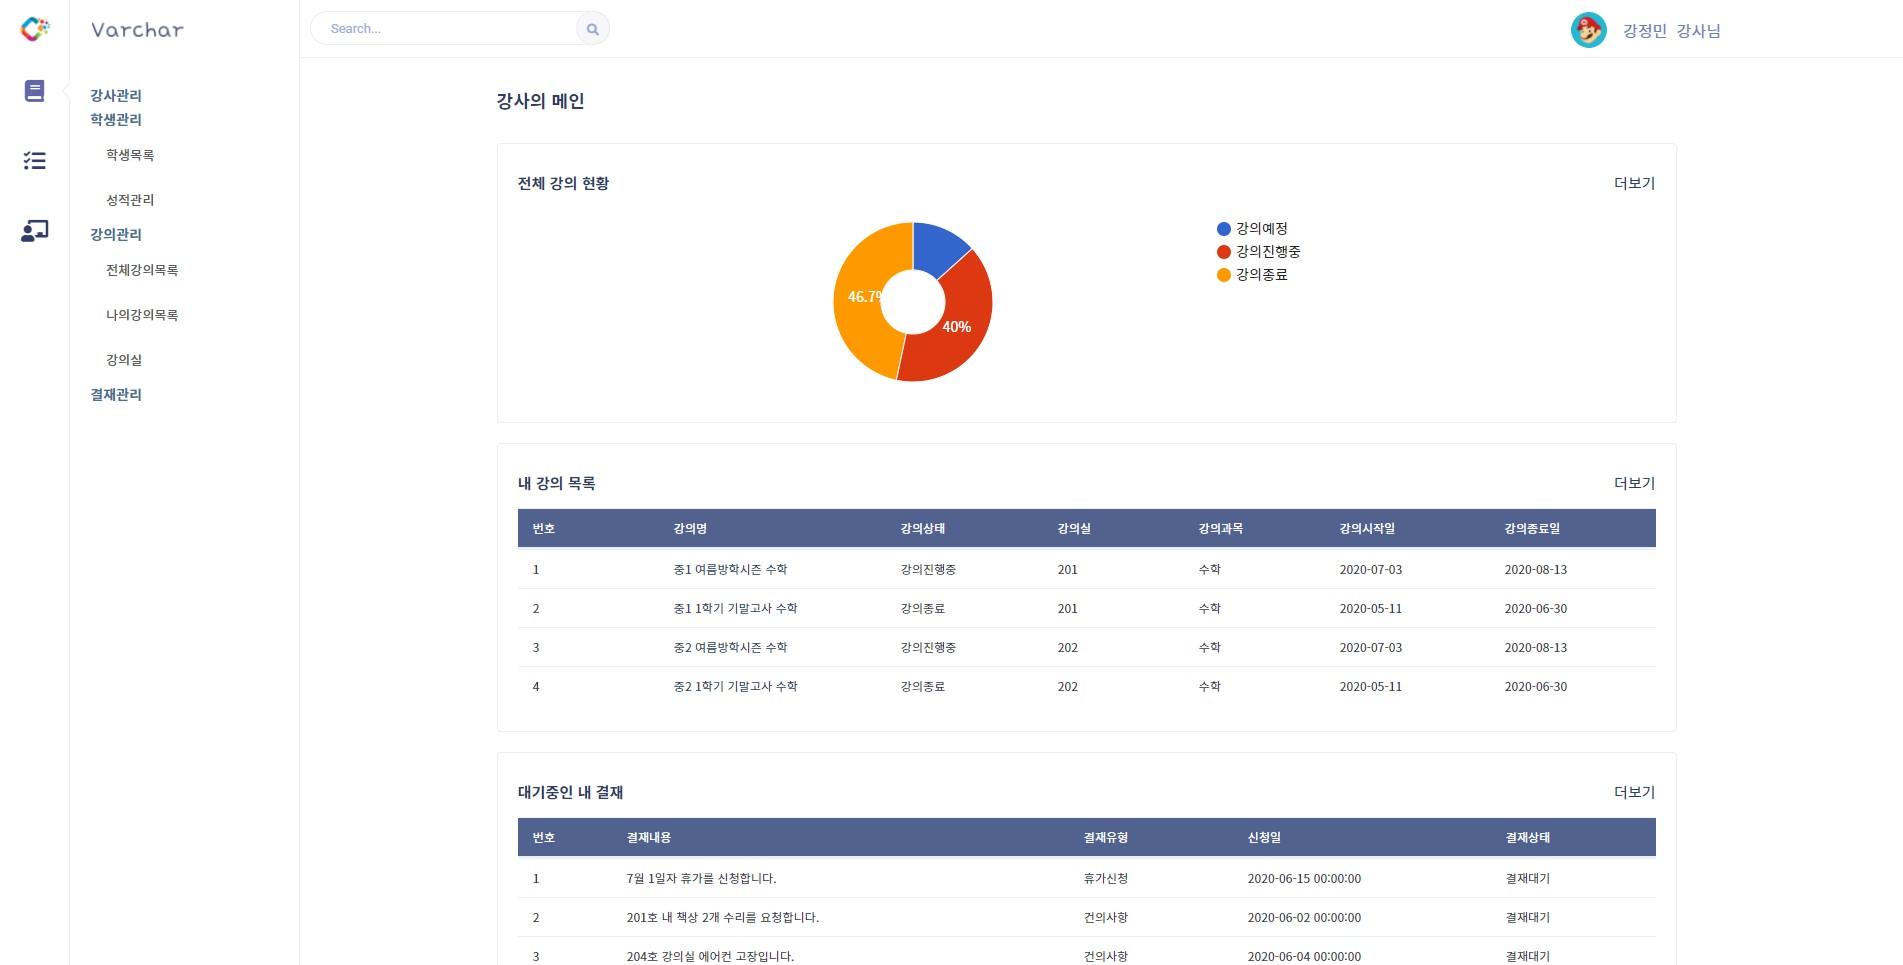 Varchar
Search...
강정민 강사님
강사관리
학생관리
학생목록
성적관리
강의관리
전체강의목록
나의강의목록
강의실
결재관리
강사의 메인
전체 강의 현황 더보기
강의예정
강의진행중
강의종료
46.7%
40%
내 강의 목록 더보기
번호 강의명 강의상태 강의실 강의과목 강의시작일 강의종료일
1 중1 여름방학시즌 수학 강의진행중 201 수학 2020-07-03 2020-08-13
2 중1 1학기 기말고사 수학 강의종료 201 수학 2020-05-11 2020-06-30
3 중2 여름방학시즌 수학 강의진행중 202 수학 2020-07-03 2020-08-13
4 중2 1학기 기말고사 수학 강의종료 202 수학 2020-05-11 2020-06-30
대기중인 내 결재 더보기
번호 결재내용 결재유형 신청일 결재상태
1 7월 1일자 휴가를 신청합니다. 휴가신청 2020-06-15 00:00:00 결재대기
2 201호 내 책상 2개 수리를 요청합니다. 건의사항 2020-06-02 00:00:00 결재대기
3 204호 강의실 에어컨 고장입니다. 건의사항 2020-06-04 00:00:00 결재대기